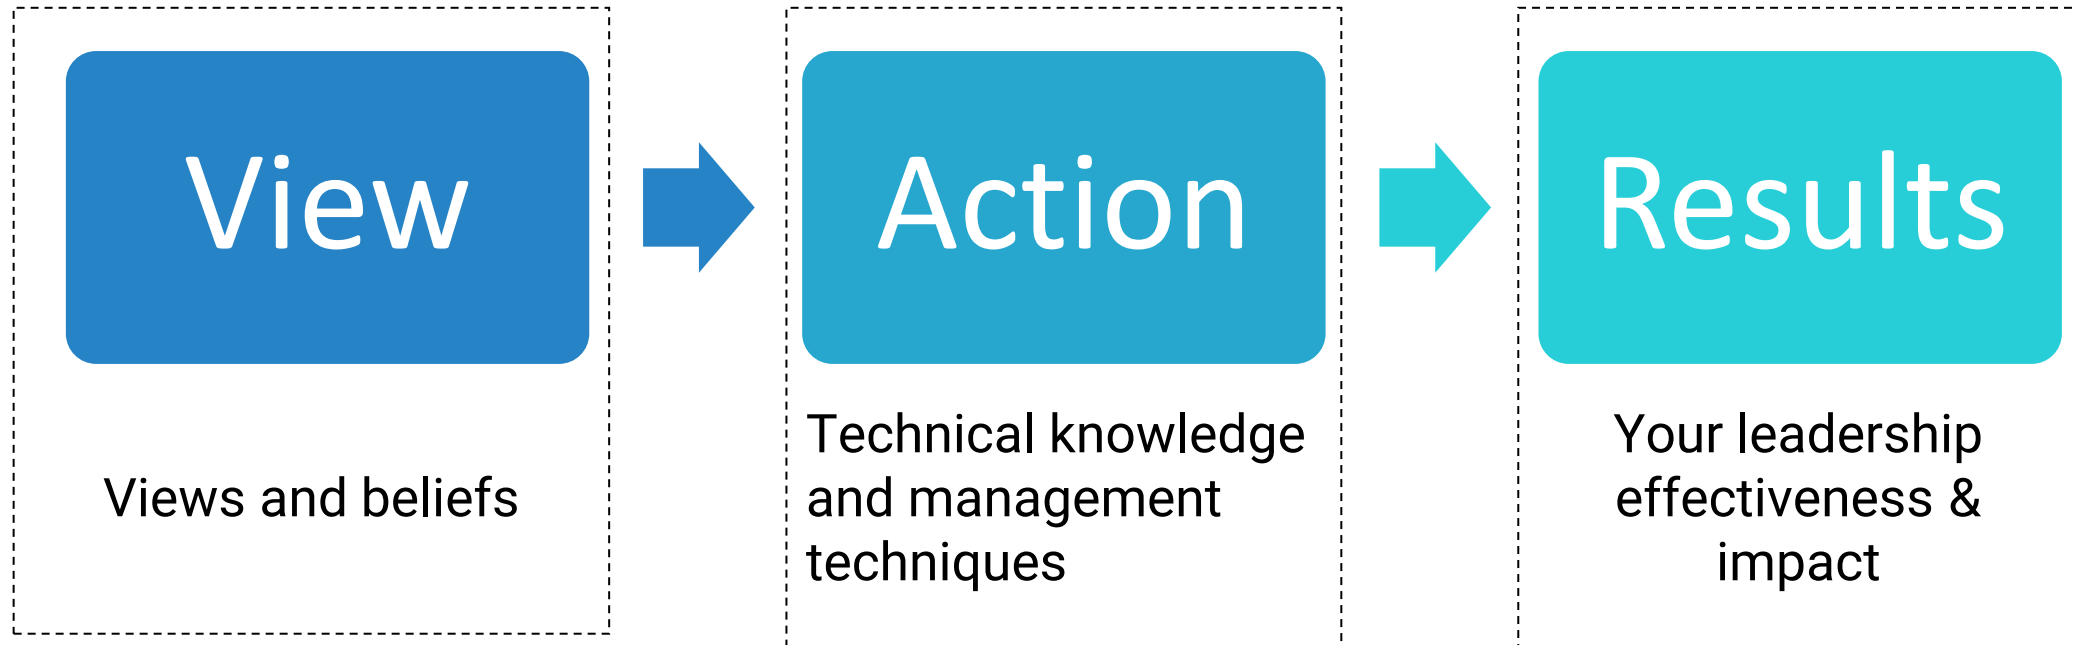 View
Action
Results
Views and beliefs
Technical knowledge
and management
techniques
Your leadership
effectiveness &
impact